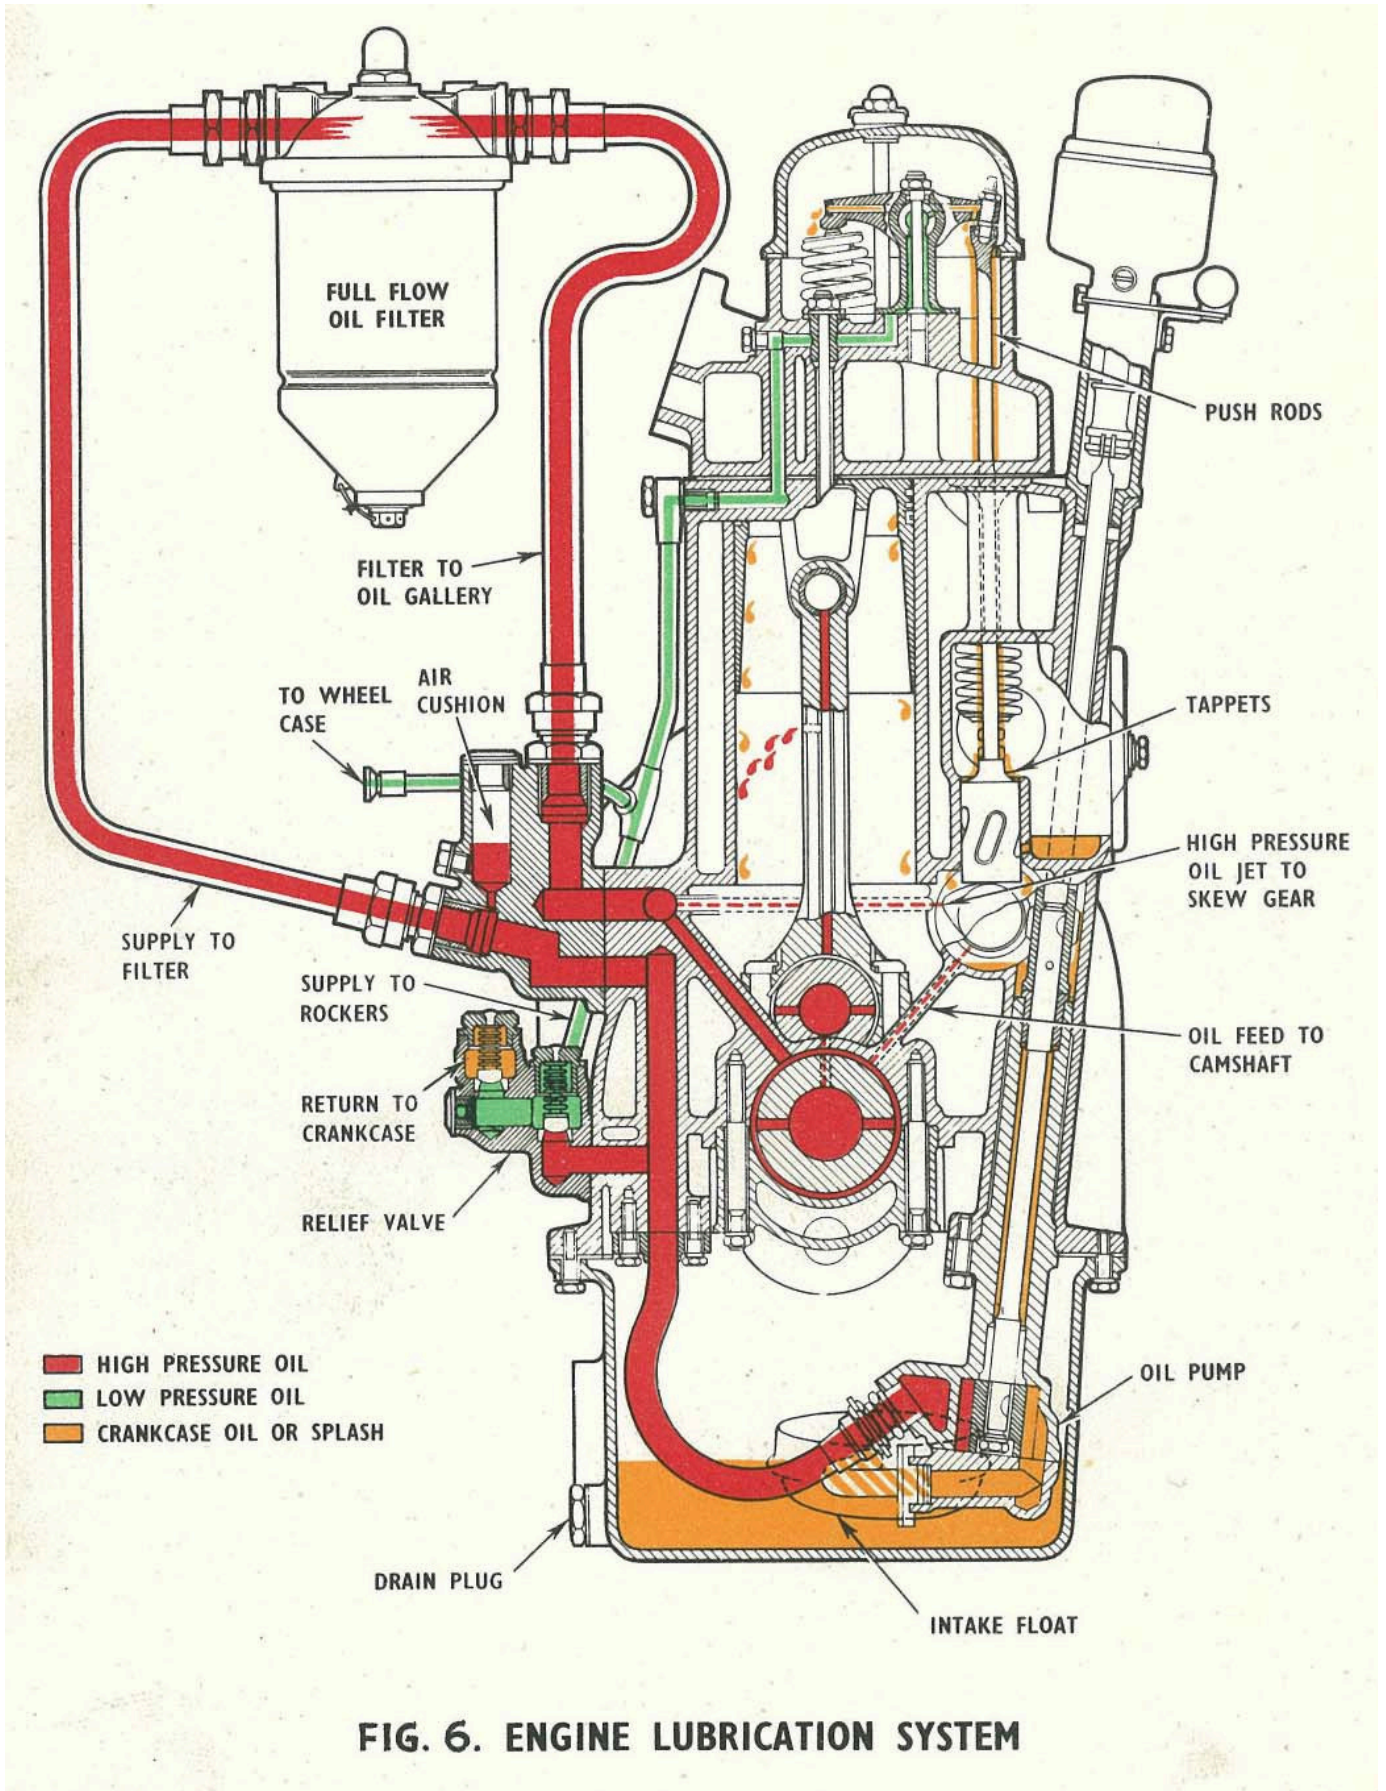 FULL FLOW
OIL FILTER
PUSH RODS
FILTER TO
OIL GALLERY
AIR
CUSHION
TO WHEEL
CASE
TAPPETS
HIGH PRESSURE
OIL JET TO
SKEW GEAR
SUPPLY TO
FILTER
SUPPLY TO
ROCKERS
OIL FEED TO
CAMSHAFT
RETURN TO
CRANKCASE
RELIEF VALVE
HIGH PRESSURE OIL
LOW PRESSURE OIL
CRANKCASE OIL OR SPLASH
OIL PUMP
DRAIN PLUG
INTAKE FLOAT
FIG. 6. ENGINE LUBRICATION SYSTEM